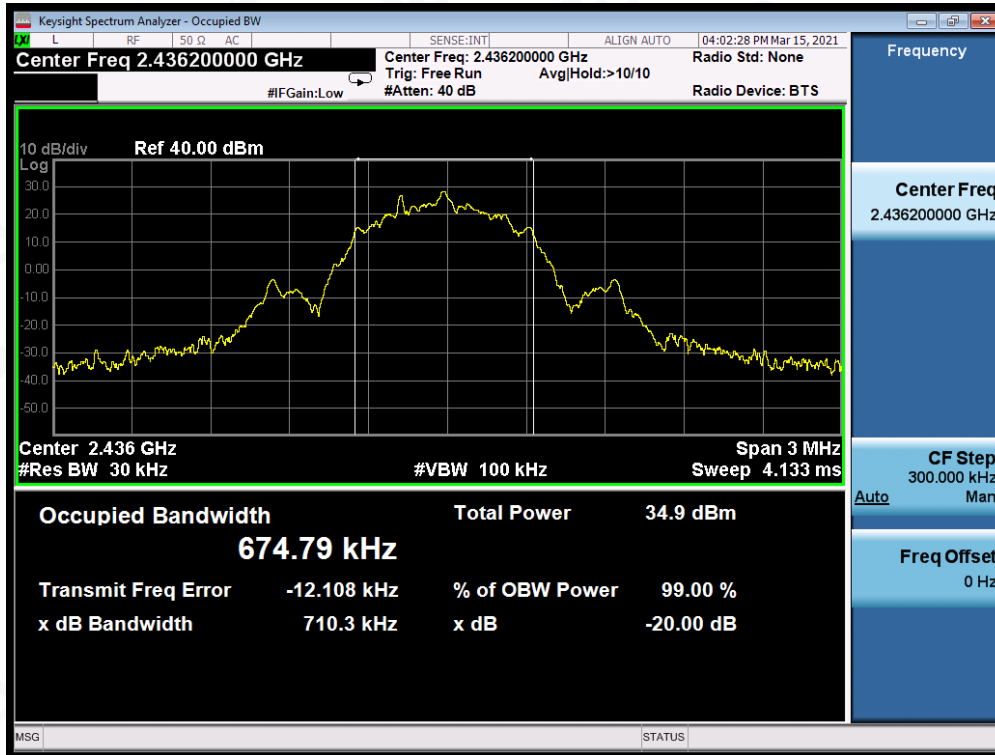 Keysight Spectrum Analyzer - Occupied BW
LXI L RF 50 Ω AC SENSE:INT ALIGN AUTO 04:02:28 PM Mar 15, 2021
Center Freq 2.436200000 GHz
Center Freq: 2.436200000 GHz Radio Std: None
Trig: Free Run Avg|Hold:>10/10
#IFGain:Low #Atten: 40 dB Radio Device: BTS
10 dB/div Ref 40.00 dBm
Log
30.0
20.0
10.0
0.00
-10.0
-20.0
-30.0
-40.0
-50.0
Center 2.436 GHz Span 3 MHz
#Res BW 30 kHz #VBW 100 kHz Sweep 4.133 ms
Occupied Bandwidth Total Power 34.9 dBm
674.79 kHz
Transmit Freq Error -12.108 kHz % of OBW Power 99.00 %
x dB Bandwidth 710.3 kHz x dB -20.00 dB
MSG STATUS
Frequency
Center Freq
2.436200000 GHz
CF Step
300.000 kHz
Auto Man
Freq Offset
0 Hz